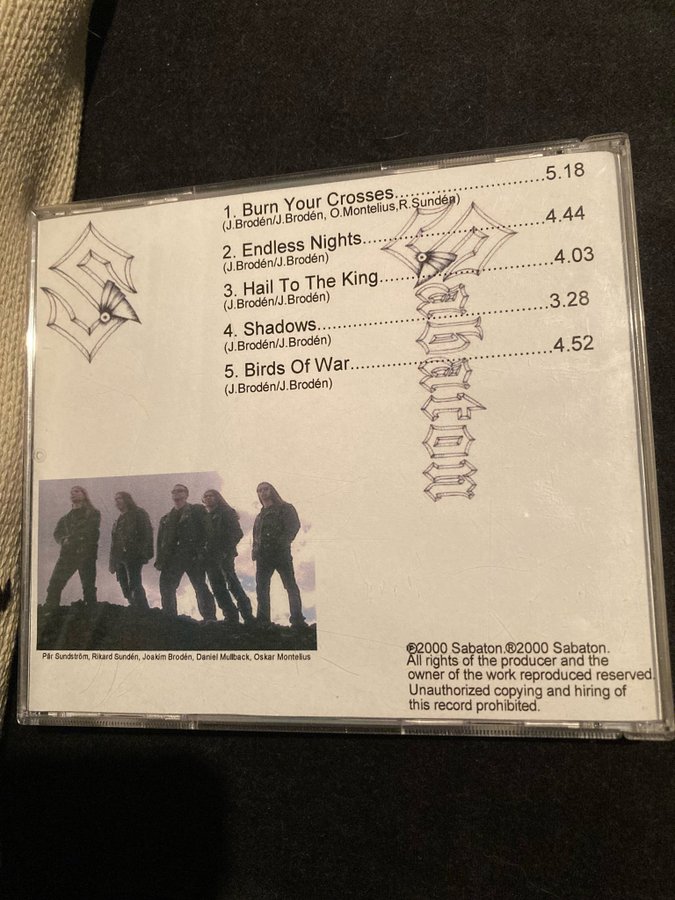 1. Burn Your Crosses...........................5.18
(J.Brodén/J.Brodén, O.Montelius,R.Sundén)
2. Endless Nights................................4.44
(J.Brodén/J.Brodén)
3. Hail To The King..............................4.03
(J.Brodén/J.Brodén)
4. Shadows........................................3.28
(J.Brodén/J.Brodén)
5. Birds Of War...................................4.52
(J.Brodén/J.Brodén)
Sabaton
Pär Sundström, Rikard Sundén, Joakim Brodén, Daniel Mullback, Oskar Montelius
℗2000 Sabaton.®2000 Sabaton.
All rights of the producer and the
owner of the work reproduced reserved.
Unauthorized copying and hiring of
this record prohibited.